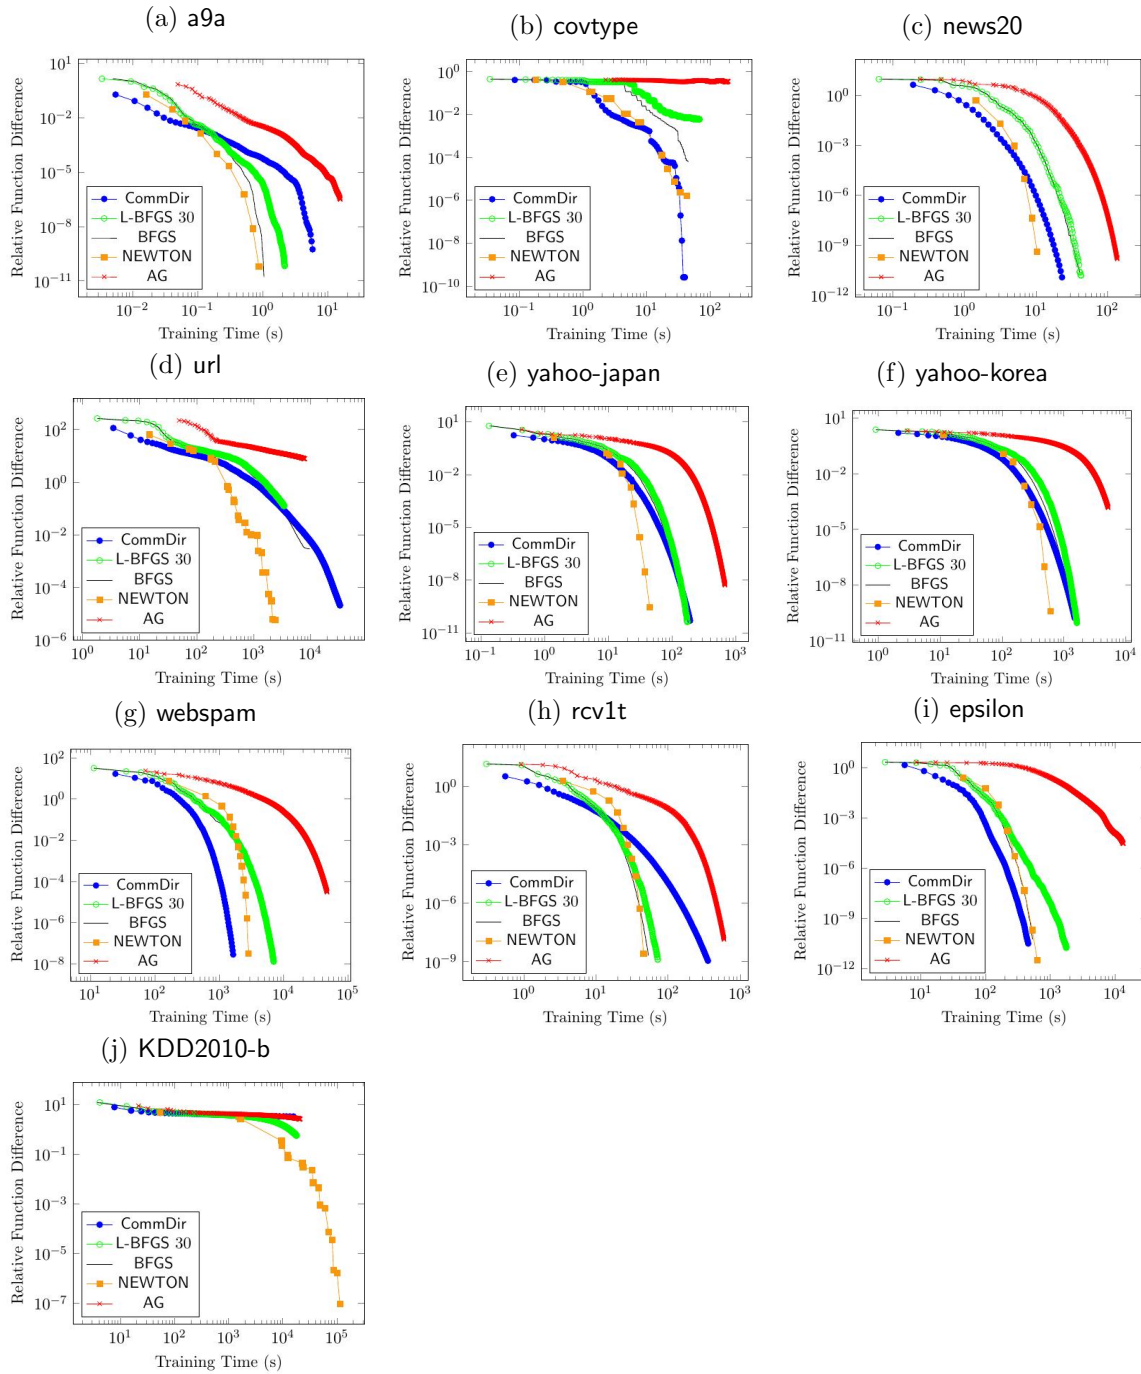 (a) a9a
(b) covtype
(c) news20
Relative Function Difference
10^1
10^-2
10^-5
10^-8
10^-11
CommDir
L-BFGS 30
BFGS
NEWTON
AG
10^-2
10^-1
10^0
10^1
Training Time (s)
Relative Function Difference
10^0
10^-2
10^-4
10^-6
10^-8
10^-10
CommDir
L-BFGS 30
BFGS
NEWTON
AG
10^-1
10^0
10^1
10^2
Training Time (s)
Relative Function Difference
10^0
10^-3
10^-6
10^-9
10^-12
CommDir
L-BFGS 30
BFGS
NEWTON
AG
10^-1
10^0
10^1
10^2
Training Time (s)
(d) url
(e) yahoo-japan
(f) yahoo-korea
Relative Function Difference
10^2
10^0
10^-2
10^-4
10^-6
CommDir
L-BFGS 30
BFGS
NEWTON
AG
10^0
10^1
10^2
10^3
10^4
Training Time (s)
Relative Function Difference
10^1
10^-2
10^-5
10^-8
10^-11
CommDir
L-BFGS 30
BFGS
NEWTON
AG
10^-1
10^0
10^1
10^2
10^3
Training Time (s)
Relative Function Difference
10^1
10^-2
10^-5
10^-8
10^-11
CommDir
L-BFGS 30
BFGS
NEWTON
AG
10^0
10^1
10^2
10^3
10^4
Training Time (s)
(g) webspam
(h) rcv1t
(i) epsilon
Relative Function Difference
10^2
10^0
10^-2
10^-4
10^-6
10^-8
CommDir
L-BFGS 30
BFGS
NEWTON
AG
10^1
10^2
10^3
10^4
10^5
Training Time (s)
Relative Function Difference
10^0
10^-3
10^-6
10^-9
CommDir
L-BFGS 30
BFGS
NEWTON
AG
10^0
10^1
10^2
10^3
Training Time (s)
Relative Function Difference
10^0
10^-3
10^-6
10^-9
10^-12
CommDir
L-BFGS 30
BFGS
NEWTON
AG
10^1
10^2
10^3
10^4
Training Time (s)
(j) KDD2010-b
Relative Function Difference
10^1
10^-1
10^-3
10^-5
10^-7
CommDir
L-BFGS 30
BFGS
NEWTON
AG
10^1
10^2
10^3
10^4
10^5
Training Time (s)